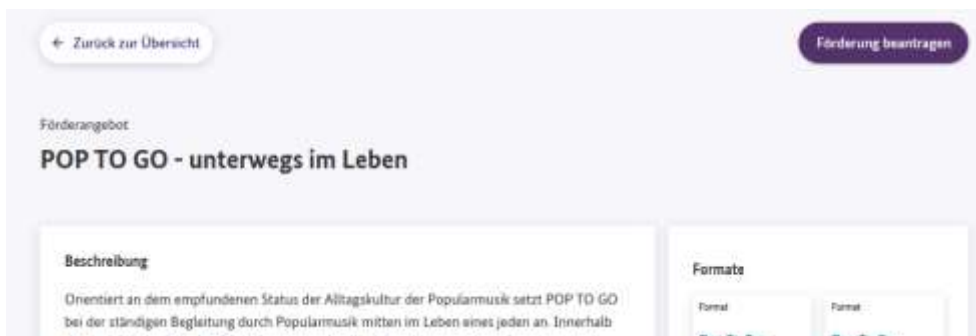 ← Zurück zur Übersicht
Förderung beantragen
Förderangebot
POP TO GO - unterwegs im Leben
Beschreibung
Orientiert an dem empfundenen Status der Alltagskultur der Popularmusik setzt POP TO GO
bei der ständigen Begleitung durch Popularmusik mitten im Leben eines jeden an. Innerhalb
Formate
Format
Format